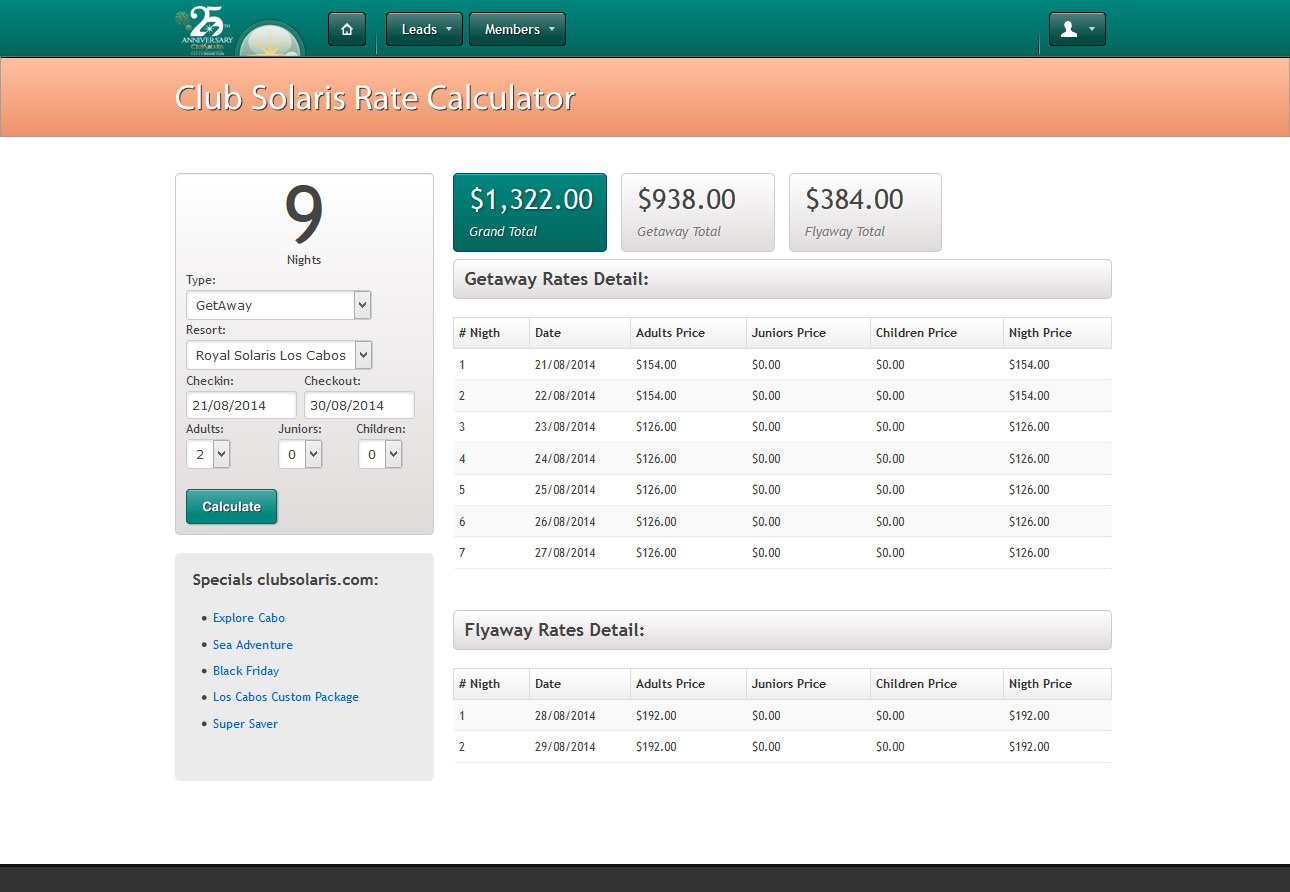 25
TH
ANNIVERSARY
Leads
Members
Club Solaris Rate Calculator
9
Nights
Type:
GetAway
Resort:
Royal Solaris Los Cabos
Checkin: Checkout:
21/08/2014 30/08/2014
Adults: Juniors: Children:
2 0 0
Calculate
Specials clubsolaris.com:
• Explore Cabo
• Sea Adventure
• Black Friday
• Los Cabos Custom Package
• Super Saver
$1,322.00 $938.00 $384.00
Grand Total Getaway Total Flyaway Total
Getaway Rates Detail:
# Nigth Date Adults Price Juniors Price Children Price Nigth Price
1 21/08/2014 $154.00 $0.00 $0.00 $154.00
2 22/08/2014 $154.00 $0.00 $0.00 $154.00
3 23/08/2014 $126.00 $0.00 $0.00 $126.00
4 24/08/2014 $126.00 $0.00 $0.00 $126.00
5 25/08/2014 $126.00 $0.00 $0.00 $126.00
6 26/08/2014 $126.00 $0.00 $0.00 $126.00
7 27/08/2014 $126.00 $0.00 $0.00 $126.00
Flyaway Rates Detail:
# Nigth Date Adults Price Juniors Price Children Price Nigth Price
1 28/08/2014 $192.00 $0.00 $0.00 $192.00
2 29/08/2014 $192.00 $0.00 $0.00 $192.00